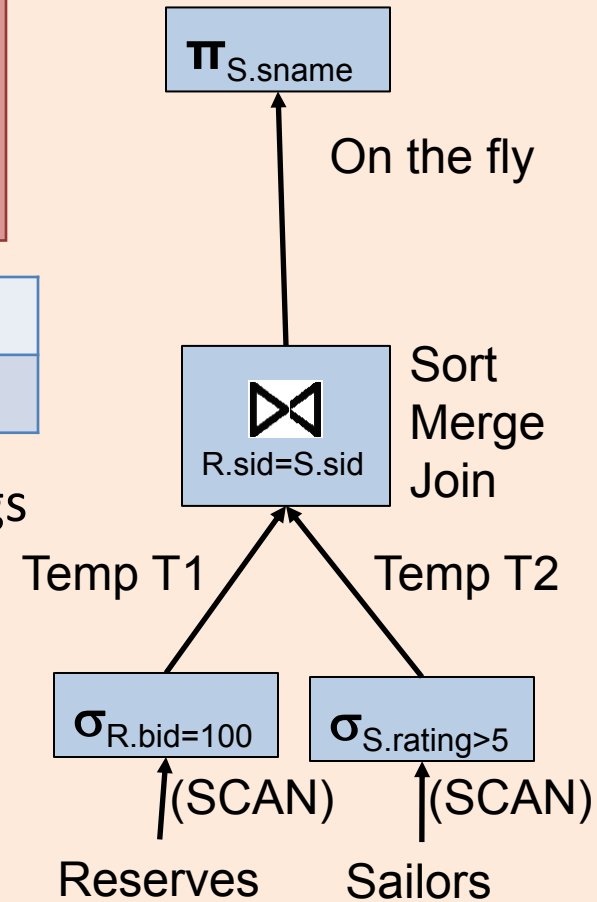 πS.sname
On the fly
Sort
Merge
Join
R.sid=S.sid
gs
Temp T1
Temp T2
σR.bid=100
σS.rating>5
(SCAN)
(SCAN)
Reserves
Sailors